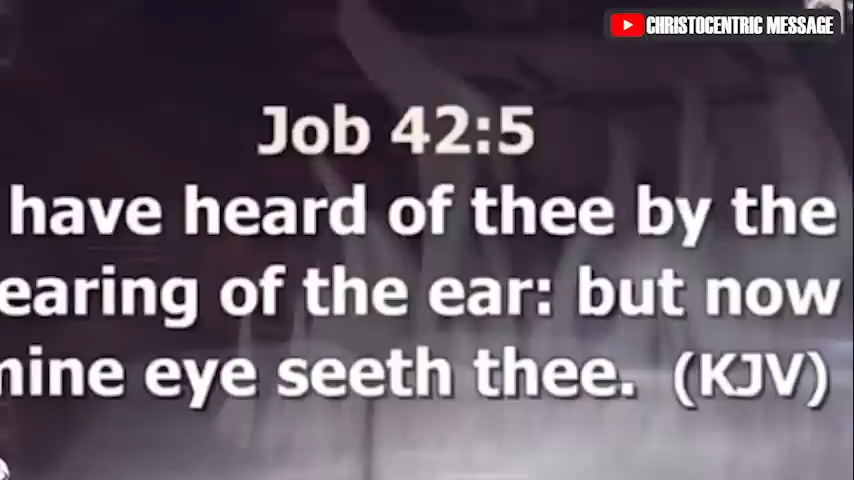 CHRISTOCENTRIC MESSAGE
Job 42:5
have heard of thee by the
earing of the ear: but now
mine eye seeth thee. (KJV)